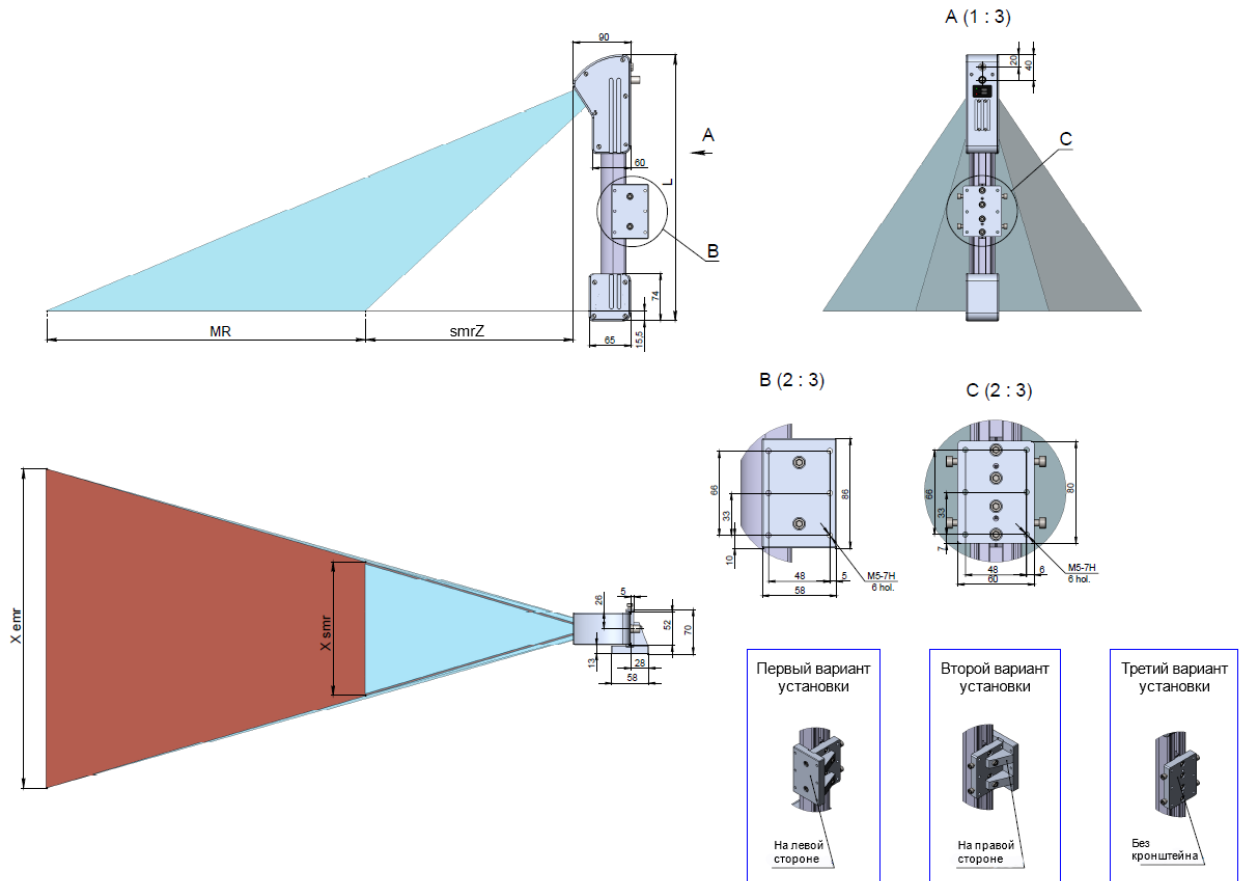 A (1 : 3)
90
20
40
A
C
60
L
B
74
15,5
65
MR
smrZ
B (2 : 3)
C (2 : 3)
66
33
10
86
M5-7H
6 hol.
48
5
58
66
33
7
80
M5-7H
6 hol.
48
6
60
X emr
X smr
5
26
52
70
13
28
58
Первый вариант
установки
На левой
стороне
Второй вариант
установки
На правой
стороне
Третий вариант
установки
Без
кронштейна